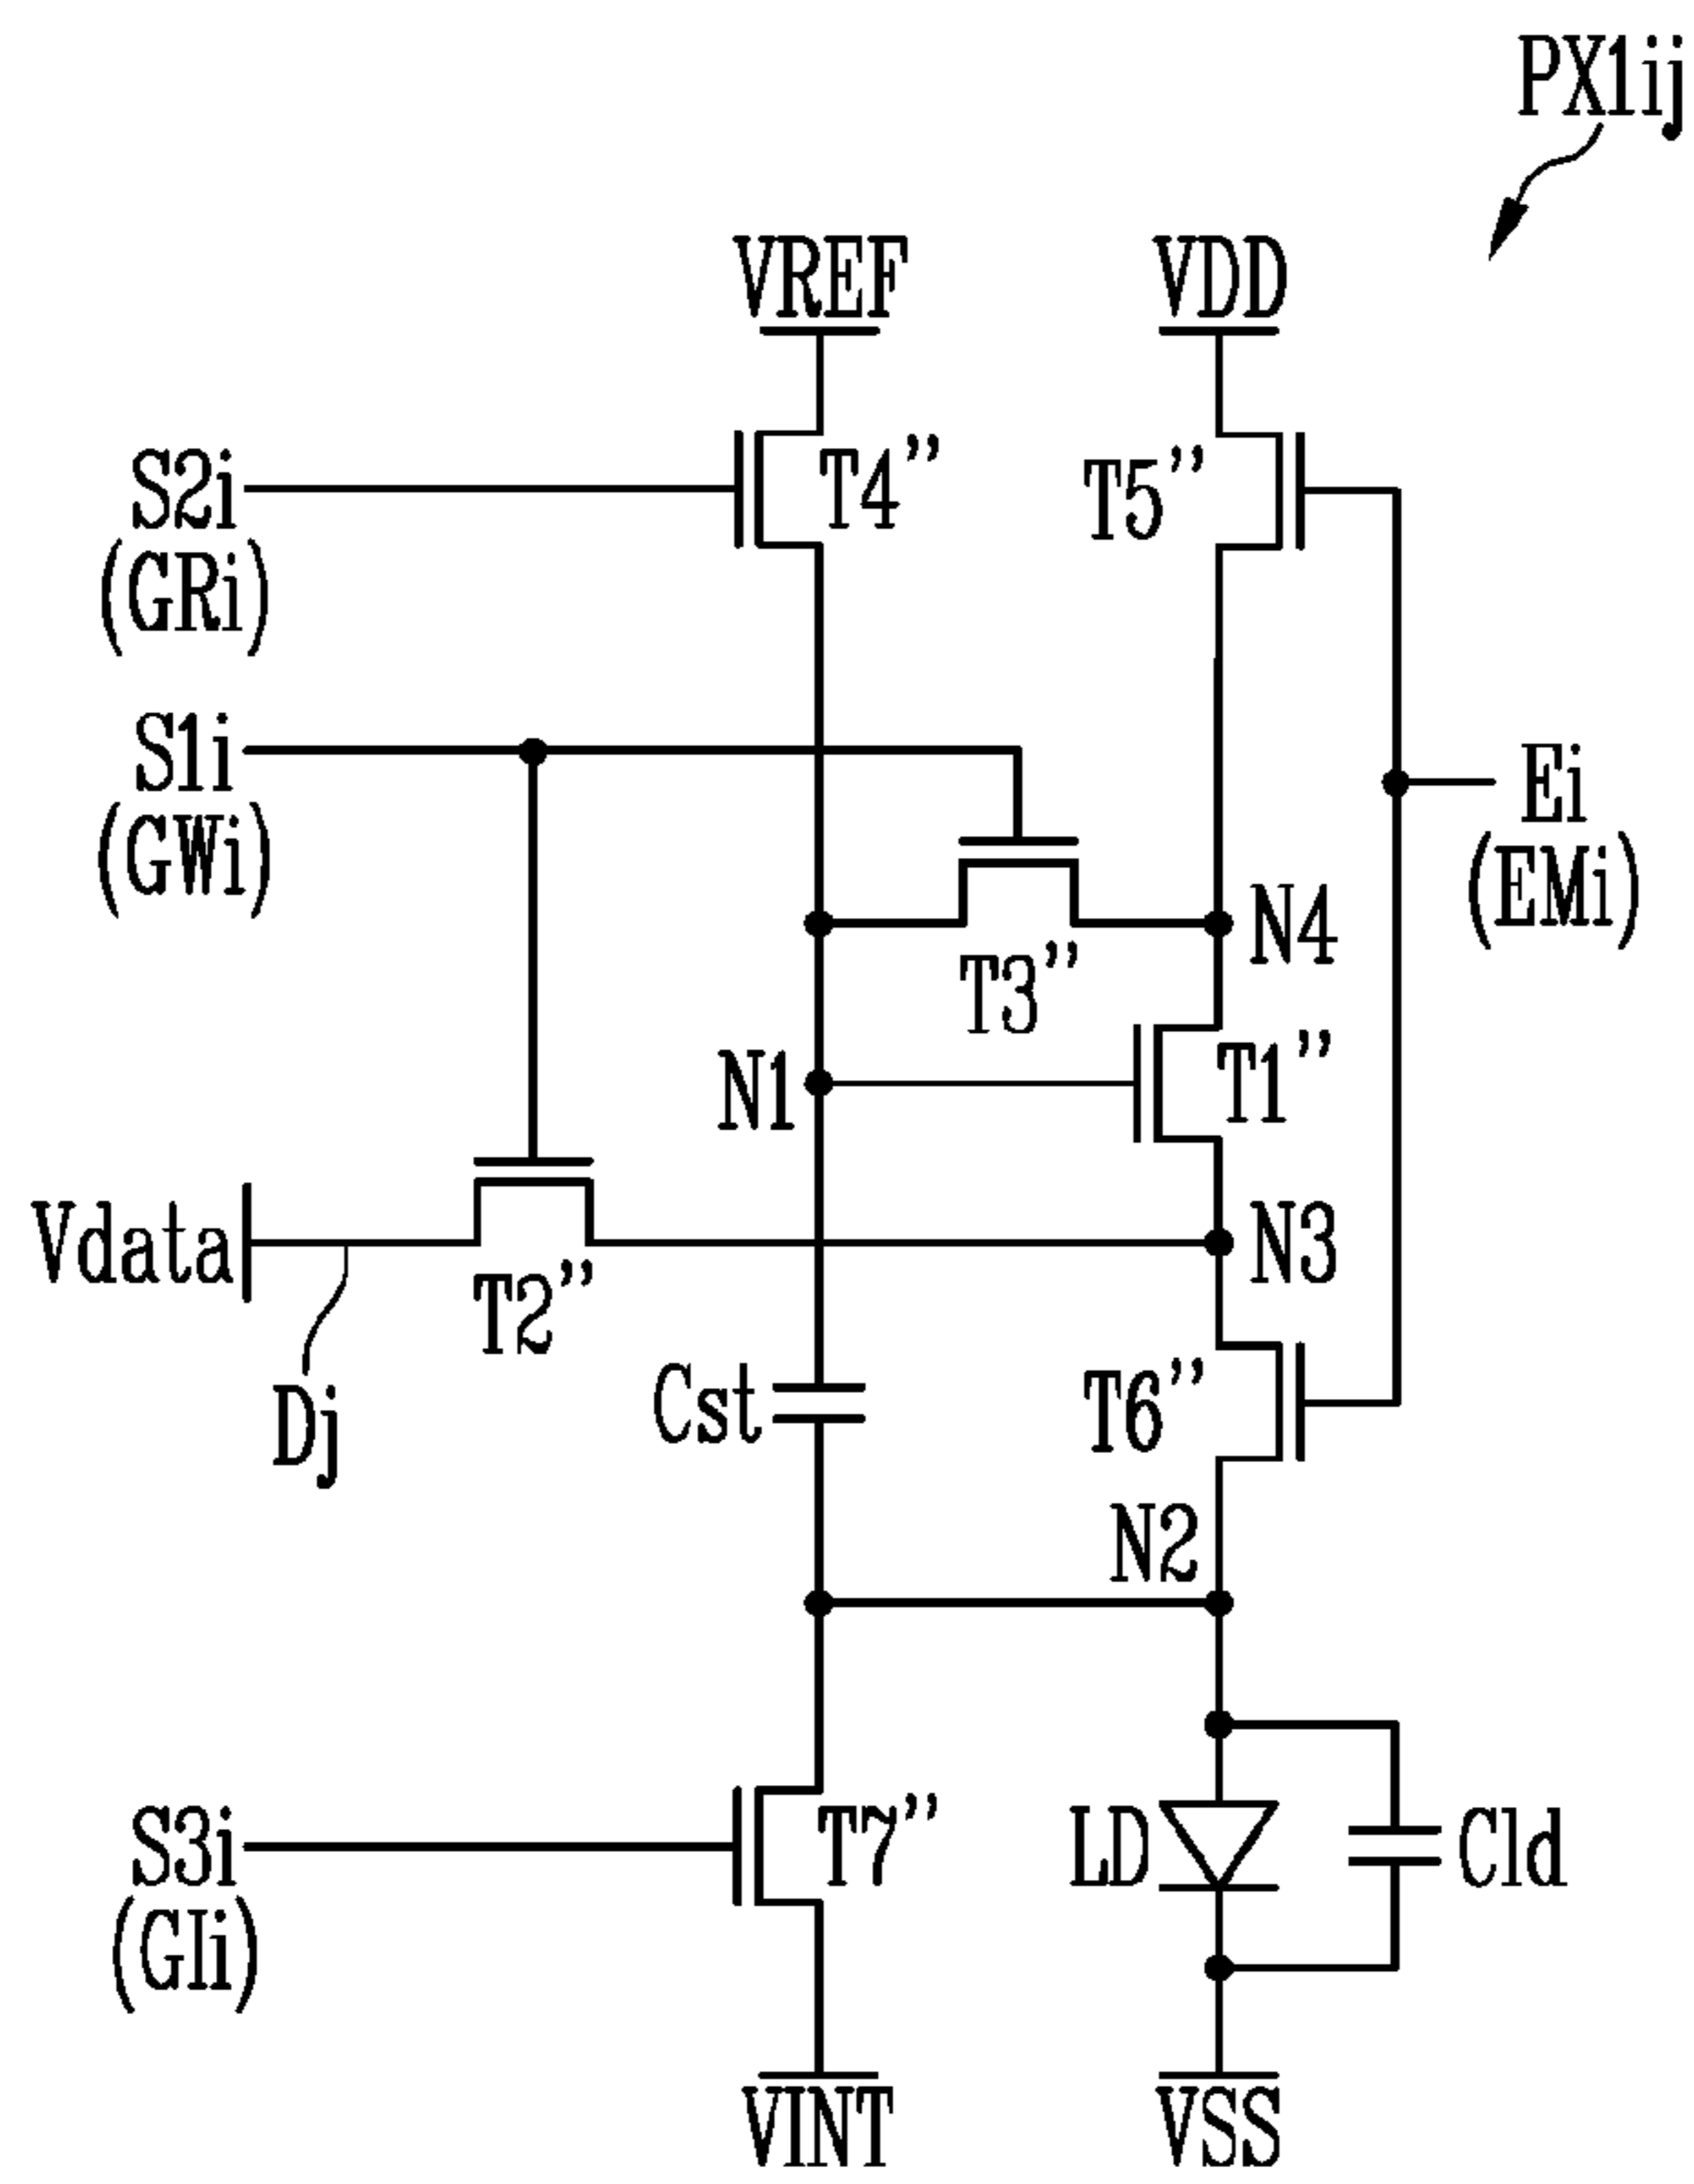 PX1ij
VREF
VDD
S2i
(GRi)
T4"
T5"
S1i
(GWi)
Ei
(EMi)
N4
T3"
N1
T1"
Vdata
N3
T2"
Dj
Cst
T6"
N2
S3i
(GIi)
T7"
LD
Cld
VINT
VSS